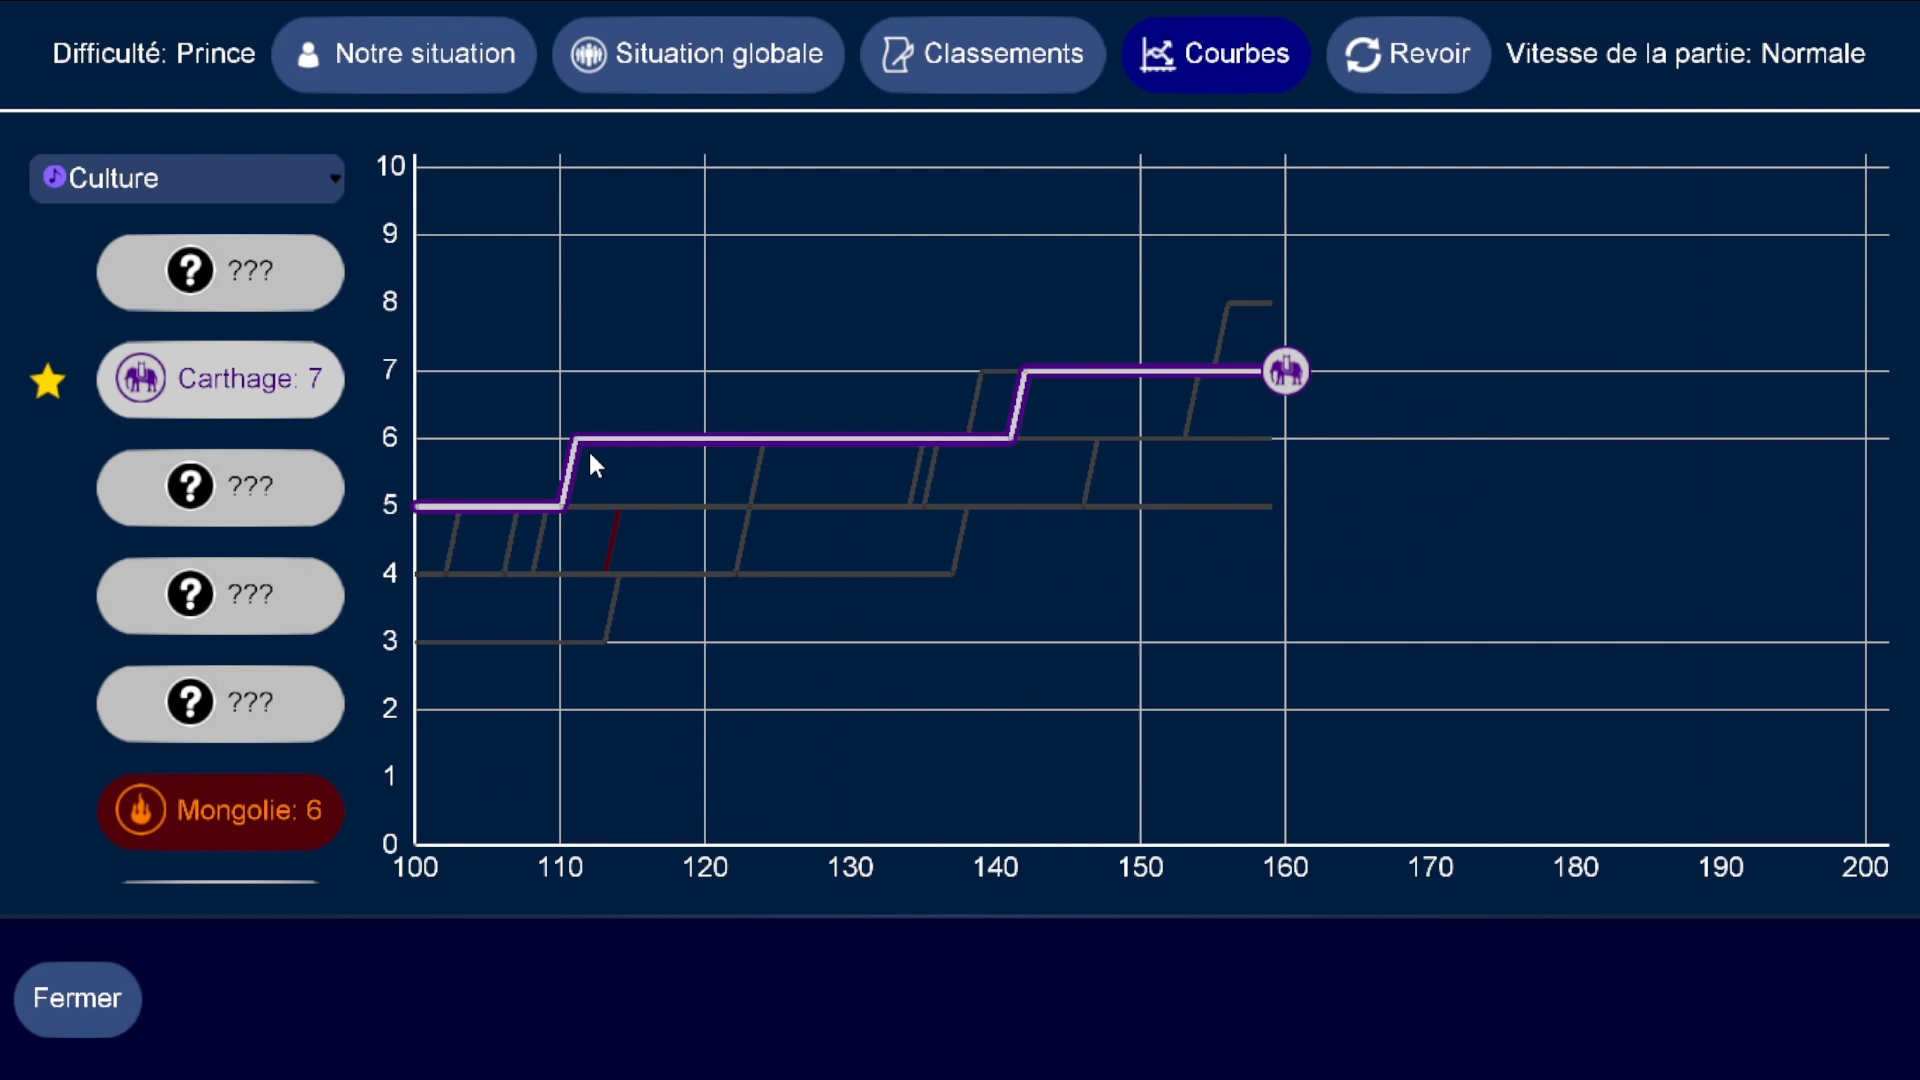 Difficulté: Prince
Notre situation
Situation globale
Classements
Courbes
Revoir
Vitesse de la partie: Normale
Culture
???
Carthage: 7
???
???
???
Mongolie: 6
10
9
8
7
6
5
4
3
2
1
0
100 110 120 130 140 150 160 170 180 190 200
Fermer